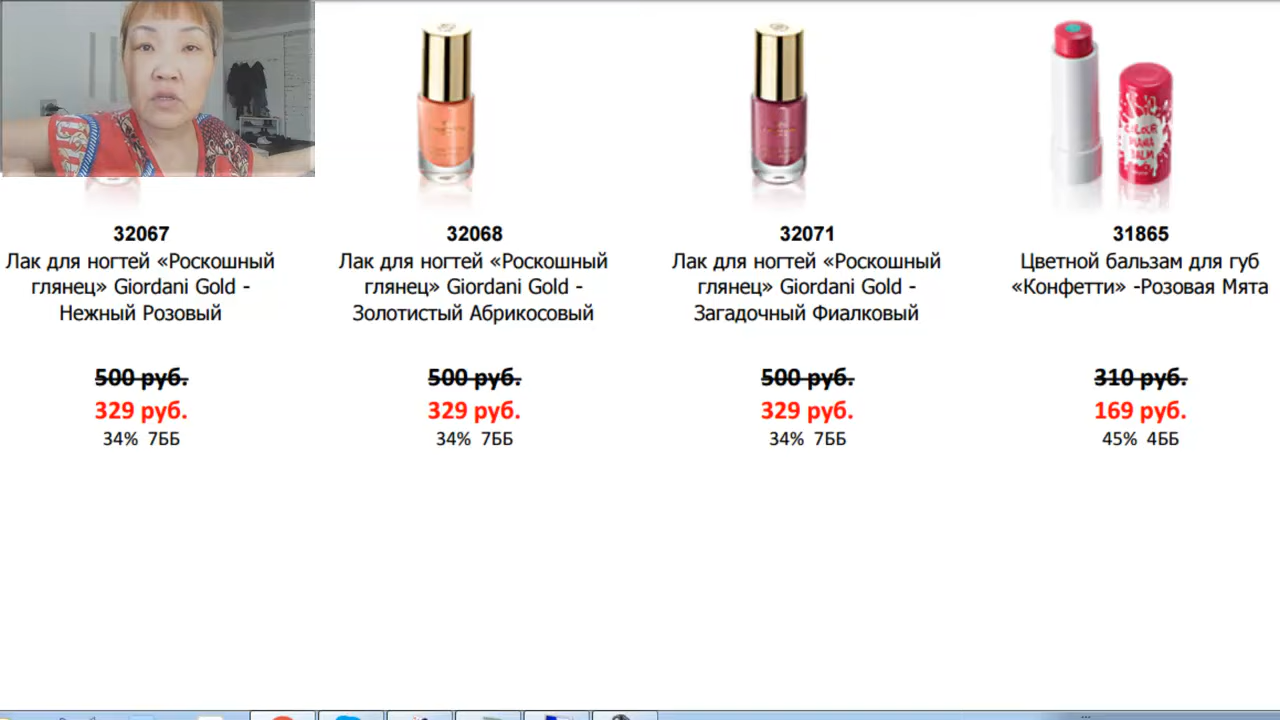 32067
Лак для ногтей «Роскошный
глянец» Giordani Gold -
Нежный Розовый
500 руб.
329 руб.
34% 7ББ
32068
Лак для ногтей «Роскошный
глянец» Giordani Gold -
Золотистый Абрикосовый
500 руб.
329 руб.
34% 7ББ
32071
Лак для ногтей «Роскошный
глянец» Giordani Gold -
Загадочный Фиалковый
500 руб.
329 руб.
34% 7ББ
COLOUR
MANIA
BALM
31865
Цветной бальзам для губ
«Конфетти» -Розовая Мята
310 руб.
169 руб.
45% 4ББ